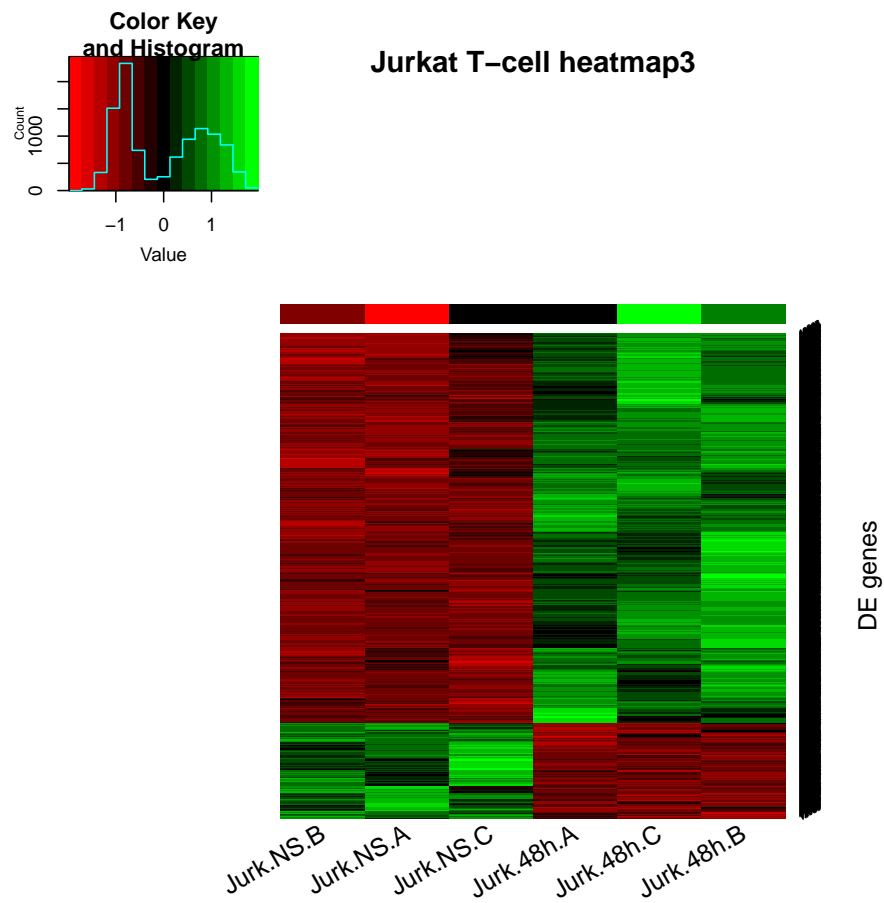 Color Key
and Histogram
Jurkat T−cell heatmap3
Count
0
1000
−1
0
1
Value
DE genes
Jurk.NS.B
Jurk.NS.A
Jurk.NS.C
Jurk.48h.A
Jurk.48h.C
Jurk.48h.B